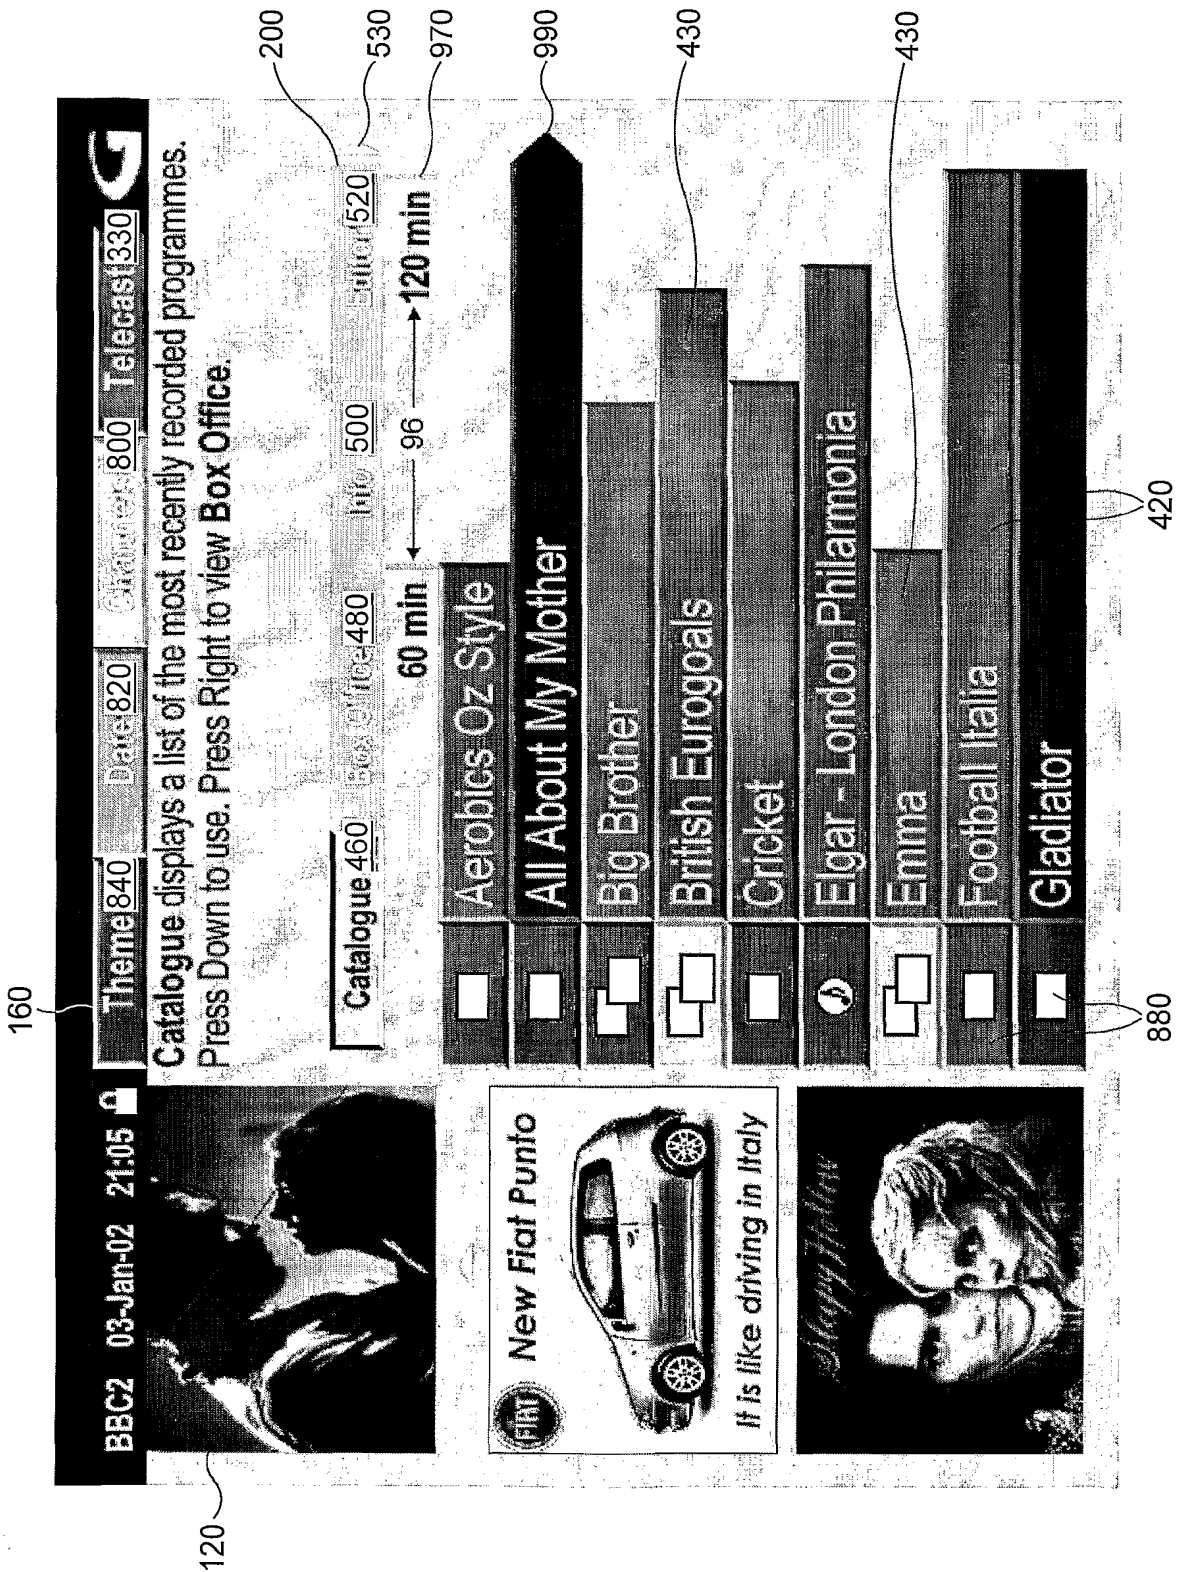 200
530
970
990
430
430
160
BBC2 03-Jan-02 21:05
Theme 840 Date 820 Channel 800 Telecast 330
Catalogue displays a list of the most recently recorded programmes.
Press Down to use. Press Right to view Box Office.
Catalogue 460 Box Office 480 Info 500 Editor 520
60 min 96 120 min
Aerobics Oz Style
All About My Mother
Big Brother
British Eurogoals
Cricket
Elgar - London Philarmonia
Emma
Football Italia
Gladiator
FIAT
New Fiat Punto
It is like driving in Italy
120
880
420